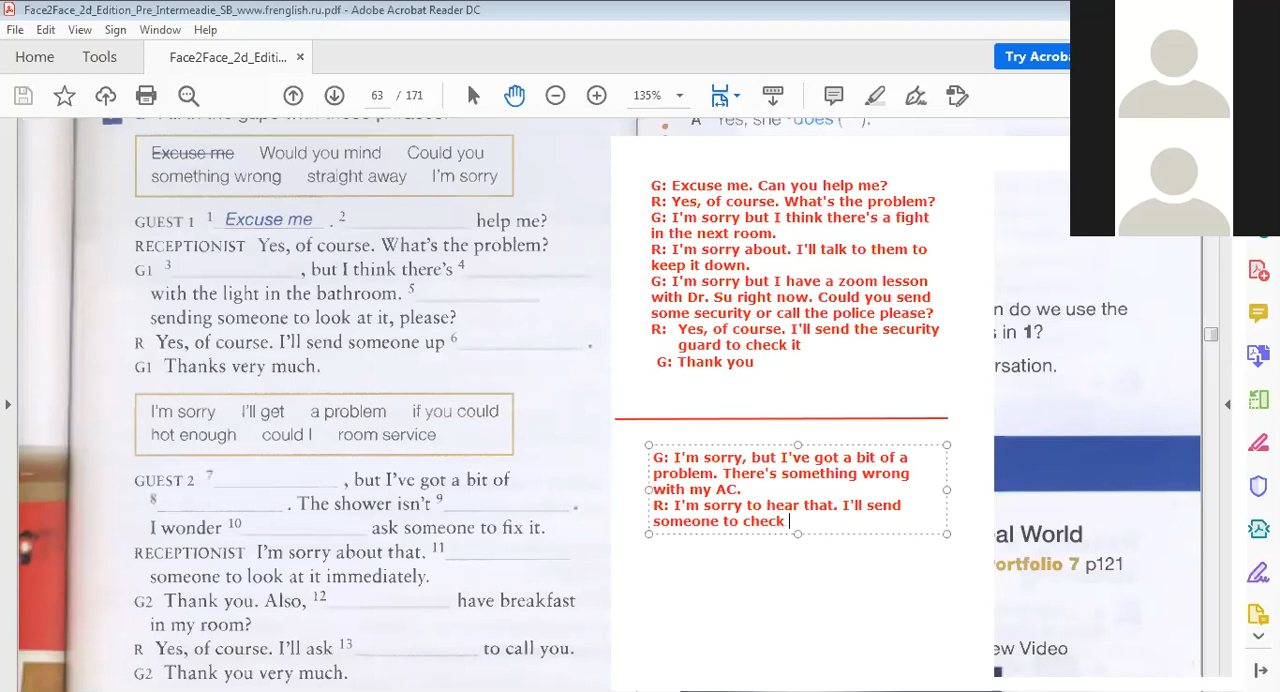 Face2Face_2d_Edition_Pre_Intermeadie_SB_www.frenglish.ru.pdf - Adobe Acrobat Reader DC
File Edit View Sign Window Help
Home Tools Face2Face_2d_Editi... × Try Acroba
63 / 171 135%
Excuse me Would you mind Could you
something wrong straight away I'm sorry
GUEST 1 1 Excuse me . 2 help me?
RECEPTIONIST Yes, of course. What's the problem?
G1 3 , but I think there's 4
with the light in the bathroom. 5
sending someone to look at it, please?
R Yes, of course. I'll send someone up 6 .
G1 Thanks very much.
I'm sorry I'll get a problem if you could
hot enough could I room service
GUEST 2 7 , but I've got a bit of
8 . The shower isn't 9 .
I wonder 10 ask someone to fix it.
RECEPTIONIST I'm sorry about that. 11
someone to look at it immediately.
G2 Thank you. Also, 12 have breakfast
in my room?
R Yes, of course. I'll ask 13 to call you.
G2 Thank you very much.
A Yes, she does ( ).
G: Excuse me. Can you help me?
R: Yes, of course. What's the problem?
G: I'm sorry but I think there's a fight
in the next room.
R: I'm sorry about. I'll talk to them to
keep it down.
G: I'm sorry but I have a zoom lesson
with Dr. Su right now. Could you send
some security or call the police please?
R: Yes, of course. I'll send the security
guard to check it
G: Thank you
G: I'm sorry, but I've got a bit of a
problem. There's something wrong
with my AC.
R: I'm sorry to hear that. I'll send
someone to check
n do we use the
s in 1?
rsation.
al World
ortfolio 7 p121
ew Video